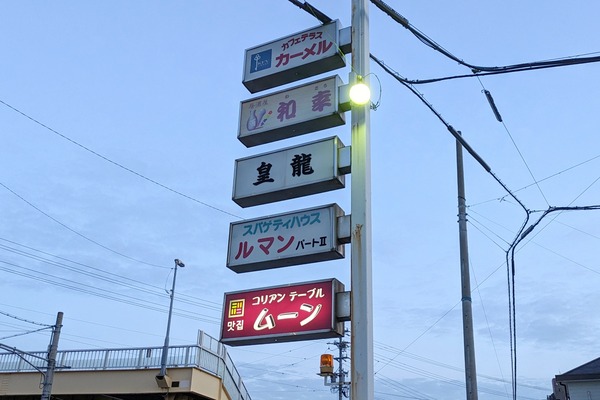 カフェテラス
カーメル
和幸
皇龍
スパゲティハウス
ルマン パートⅡ
コリアン テーブル
맛집 ムーン